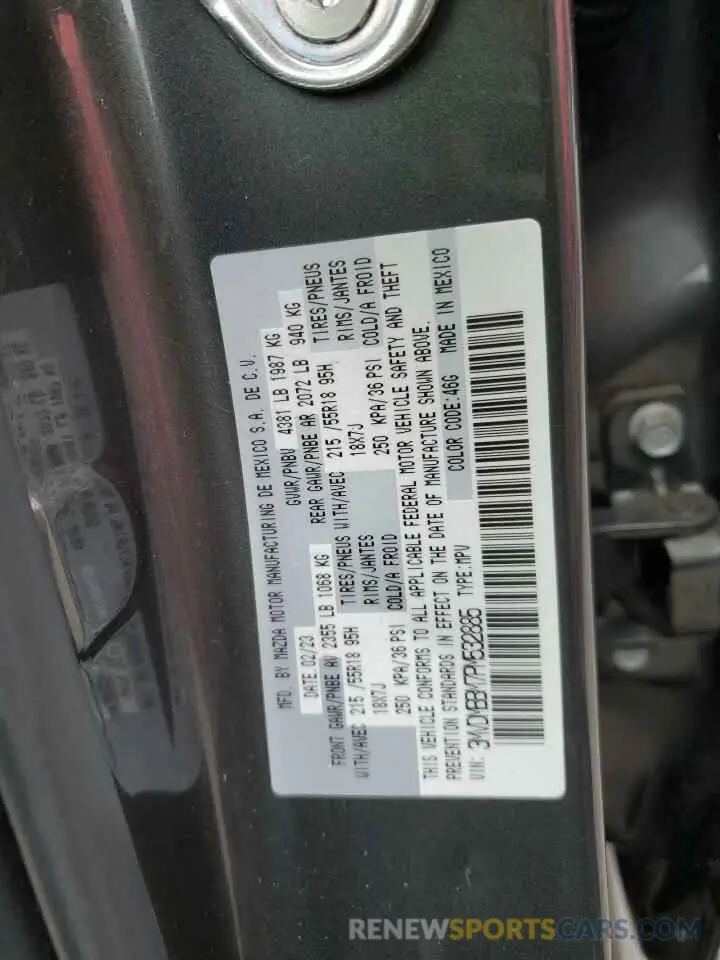 MFD. BY MAZDA MOTOR MANUFACTURING DE MEXICO S.A. DE C.V.
DATE 02/23 GVWR/PNBV 4381 LB 1987 KG
FRONT GAWR/PNBE AV 2355 LB 1068 KG REAR GAWR/PNBE AR 2072 LB 940 KG
WITH/AVEC 215 /55R18 95H TIRES/PNEUS WITH/AVEC 215 /55R18 95H TIRES/PNEUS
18X7J RIMS/JANTES 18X7J RIMS/JANTES
250 KPA/36 PSI COLD/A FROID 250 KPA/36 PSI COLD/A FROID
THIS VEHICLE CONFORMS TO ALL APPLICABLE FEDERAL MOTOR VEHICLE SAFETY AND THEFT
PREVENTION STANDARDS IN EFFECT ON THE DATE OF MANUFACTURE SHOWN ABOVE.
VIN: 3MVDMBBM7PM532885 TYPE:MPV COLOR CODE:46G MADE IN MEXICO
RENEWSPORTSCARS.COM